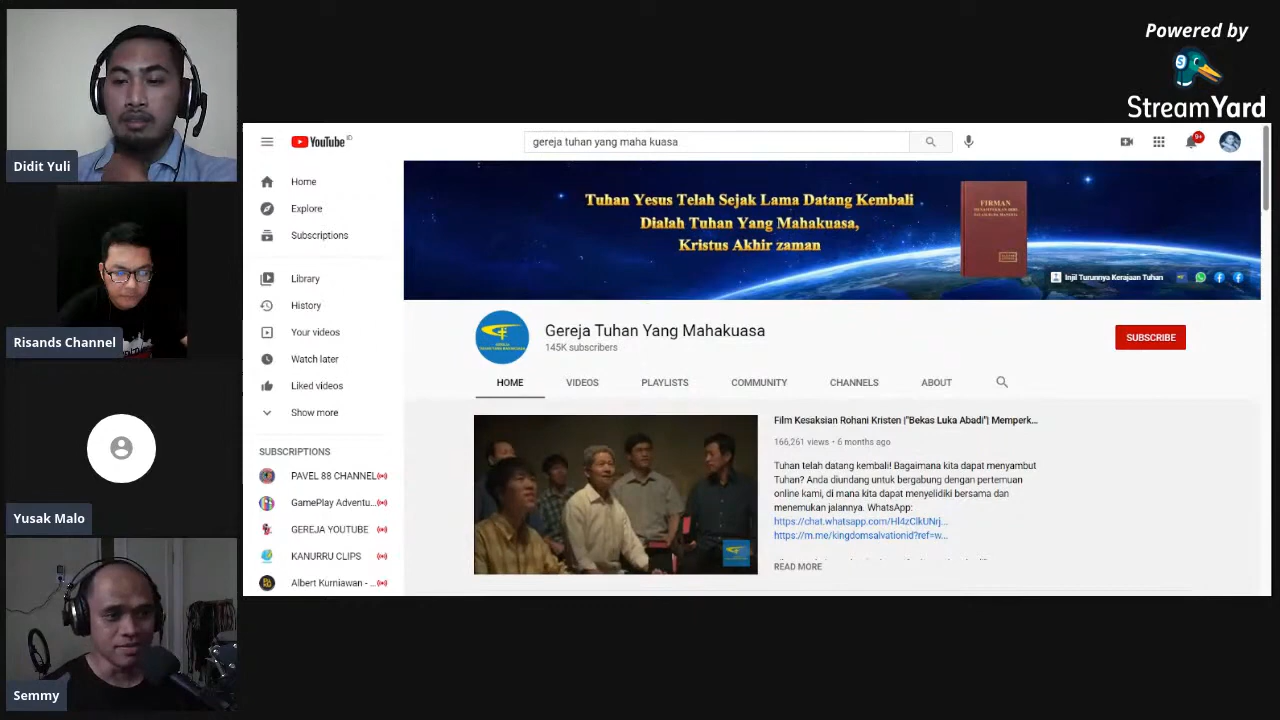 Powered by
StreamYard
Didit Yuli
Risands Channel
Yusak Malo
Semmy
YouTube ID
gereja tuhan yang maha kuasa
9+
Home
Explore
Subscriptions
Library
History
Your videos
Watch later
Liked videos
Show more
SUBSCRIPTIONS
PAVEL 88 CHANNEL
GamePlay Adventu...
GEREJA YOUTUBE
KANURRU CLIPS
Albert Kurniawan - ...
Tuhan Yesus Telah Sejak Lama Datang Kembali
Dialah Tuhan Yang Mahakuasa,
Kristus Akhir zaman
FIRMAN
Injil Turunnya Kerajaan Tuhan
Gereja Tuhan Yang Mahakuasa
145K subscribers
SUBSCRIBE
HOME VIDEOS PLAYLISTS COMMUNITY CHANNELS ABOUT
Film Kesaksian Rohani Kristen |"Bekas Luka Abadi"| Memperk...
166,261 views • 6 months ago
Tuhan telah datang kembali! Bagaimana kita dapat menyambut
Tuhan? Anda diundang untuk bergabung dengan pertemuan
online kami, di mana kita dapat menyelidiki bersama dan
menemukan jalannya. WhatsApp:
https://chat.whatsapp.com/Hl4zClkUNrj...
https://m.me/kingdomsalvationid?ref=w...
READ MORE